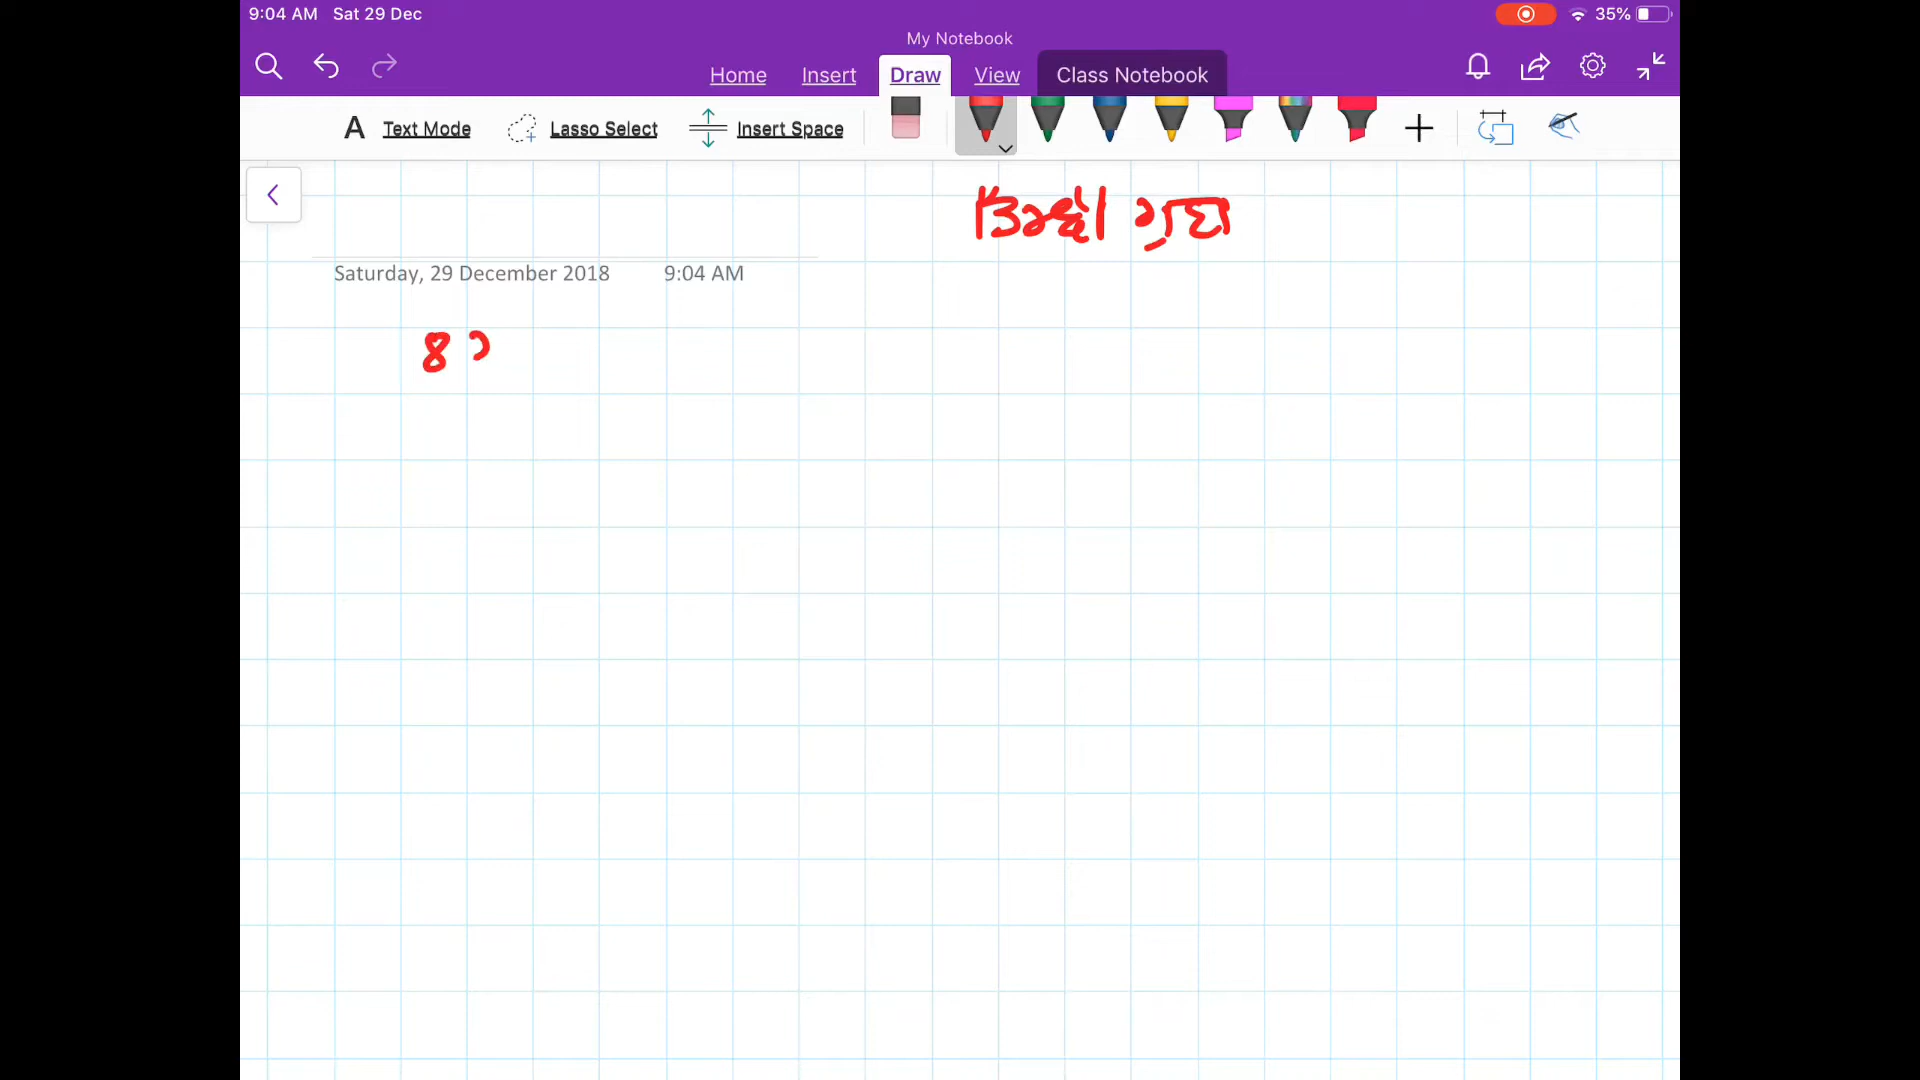 9:04 AM Sat 29 Dec 35%
My Notebook
Home Insert Draw View Class Notebook
A Text Mode Lasso Select Insert Space
Saturday, 29 December 2018 9:04 AM
8